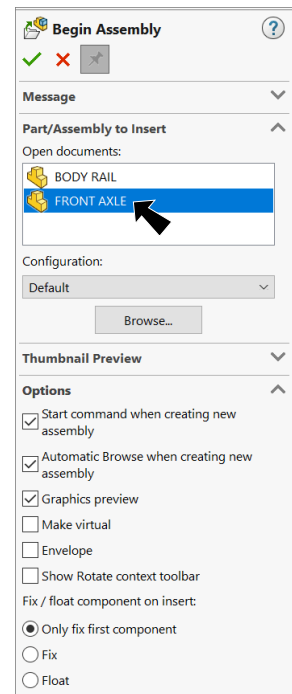 Begin Assembly
?
Message
Part/Assembly to Insert
Open documents:
BODY RAIL
FRONT AXLE
Configuration:
Default
Browse...
Thumbnail Preview
Options
Start command when creating new
assembly
Automatic Browse when creating new
assembly
Graphics preview
Make virtual
Envelope
Show Rotate context toolbar
Fix / float component on insert:
Only fix first component
Fix
Float